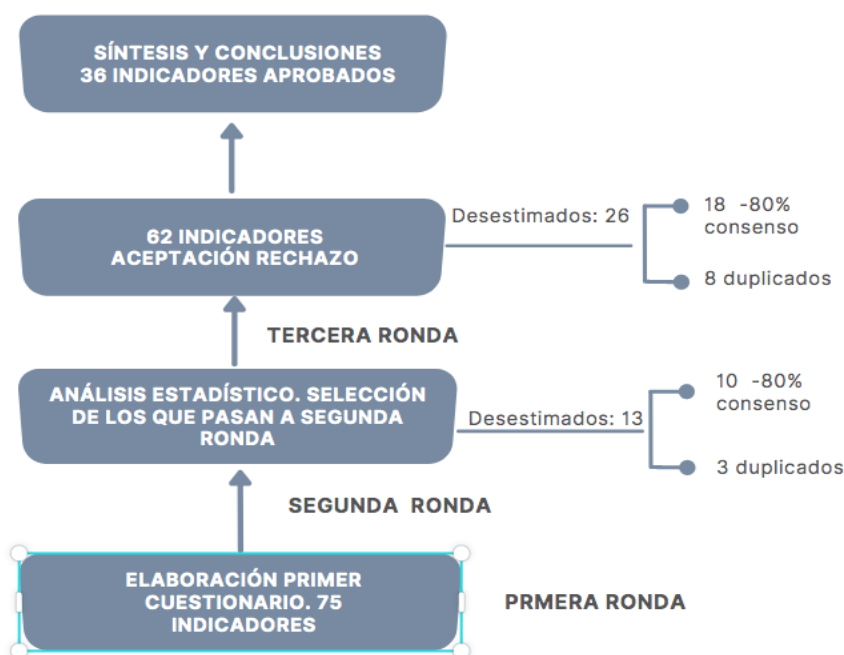 SÍNTESIS Y CONCLUSIONES
36 INDICADORES APROBADOS
62 INDICADORES
ACEPTACIÓN RECHAZO
Desestimados: 26
18 -80%
consenso
8 duplicados
TERCERA RONDA
ANÁLISIS ESTADÍSTICO. SELECCIÓN
DE LOS QUE PASAN A SEGUNDA
RONDA
Desestimados: 13
10 -80%
consenso
3 duplicados
SEGUNDA RONDA
ELABORACIÓN PRIMER
CUESTIONARIO. 75
INDICADORES
PRMERA RONDA